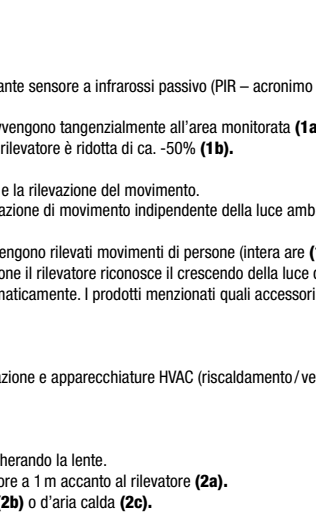 ante sensore a infrarossi passivo (PIR – acronimo
vvengono tangenzialmente all'area monitorata (1a
rilevatore è ridotta di ca. -50% (1b).
e la rilevazione del movimento.
azione di movimento indipendente della luce amb
engono rilevati movimenti di persone (intera are (
one il rilevatore riconosce il crescendo della luce
maticamente. I prodotti menzionati quali accessori
azione e apparecchiature HVAC (riscaldamento/ve
herando la lente.
ore a 1 m accanto al rilevatore (2a).
(2b) o d'aria calda (2c).